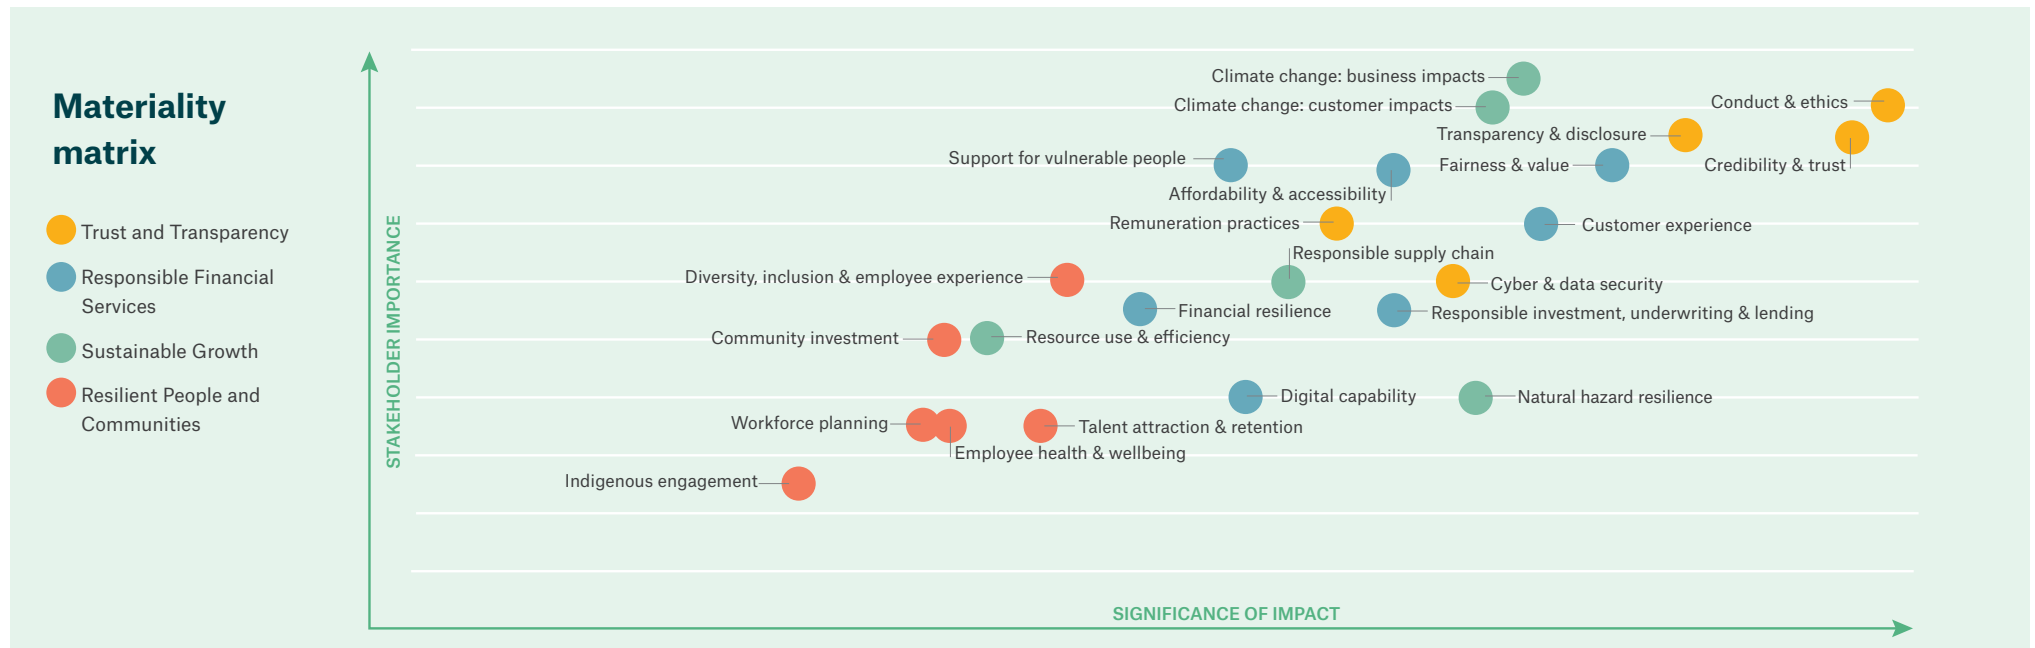 Materiality
matrix
Trust and Transparency
Responsible Financial
Services
Sustainable Growth
Resilient People and
Communities
STAKEHOLDER IMPORTANCE
Climate change: business impacts
Climate change: customer impacts
Conduct & ethics
Transparency & disclosure
Support for vulnerable people
Fairness & value
Credibility & trust
Affordability & accessibility
Remuneration practices
Customer experience
Responsible supply chain
Diversity, inclusion & employee experience
Cyber & data security
Financial resilience
Responsible investment, underwriting & lending
Community investment
Resource use & efficiency
Digital capability
Natural hazard resilience
Workforce planning
Talent attraction & retention
Employee health & wellbeing
Indigenous engagement
SIGNIFICANCE OF IMPACT